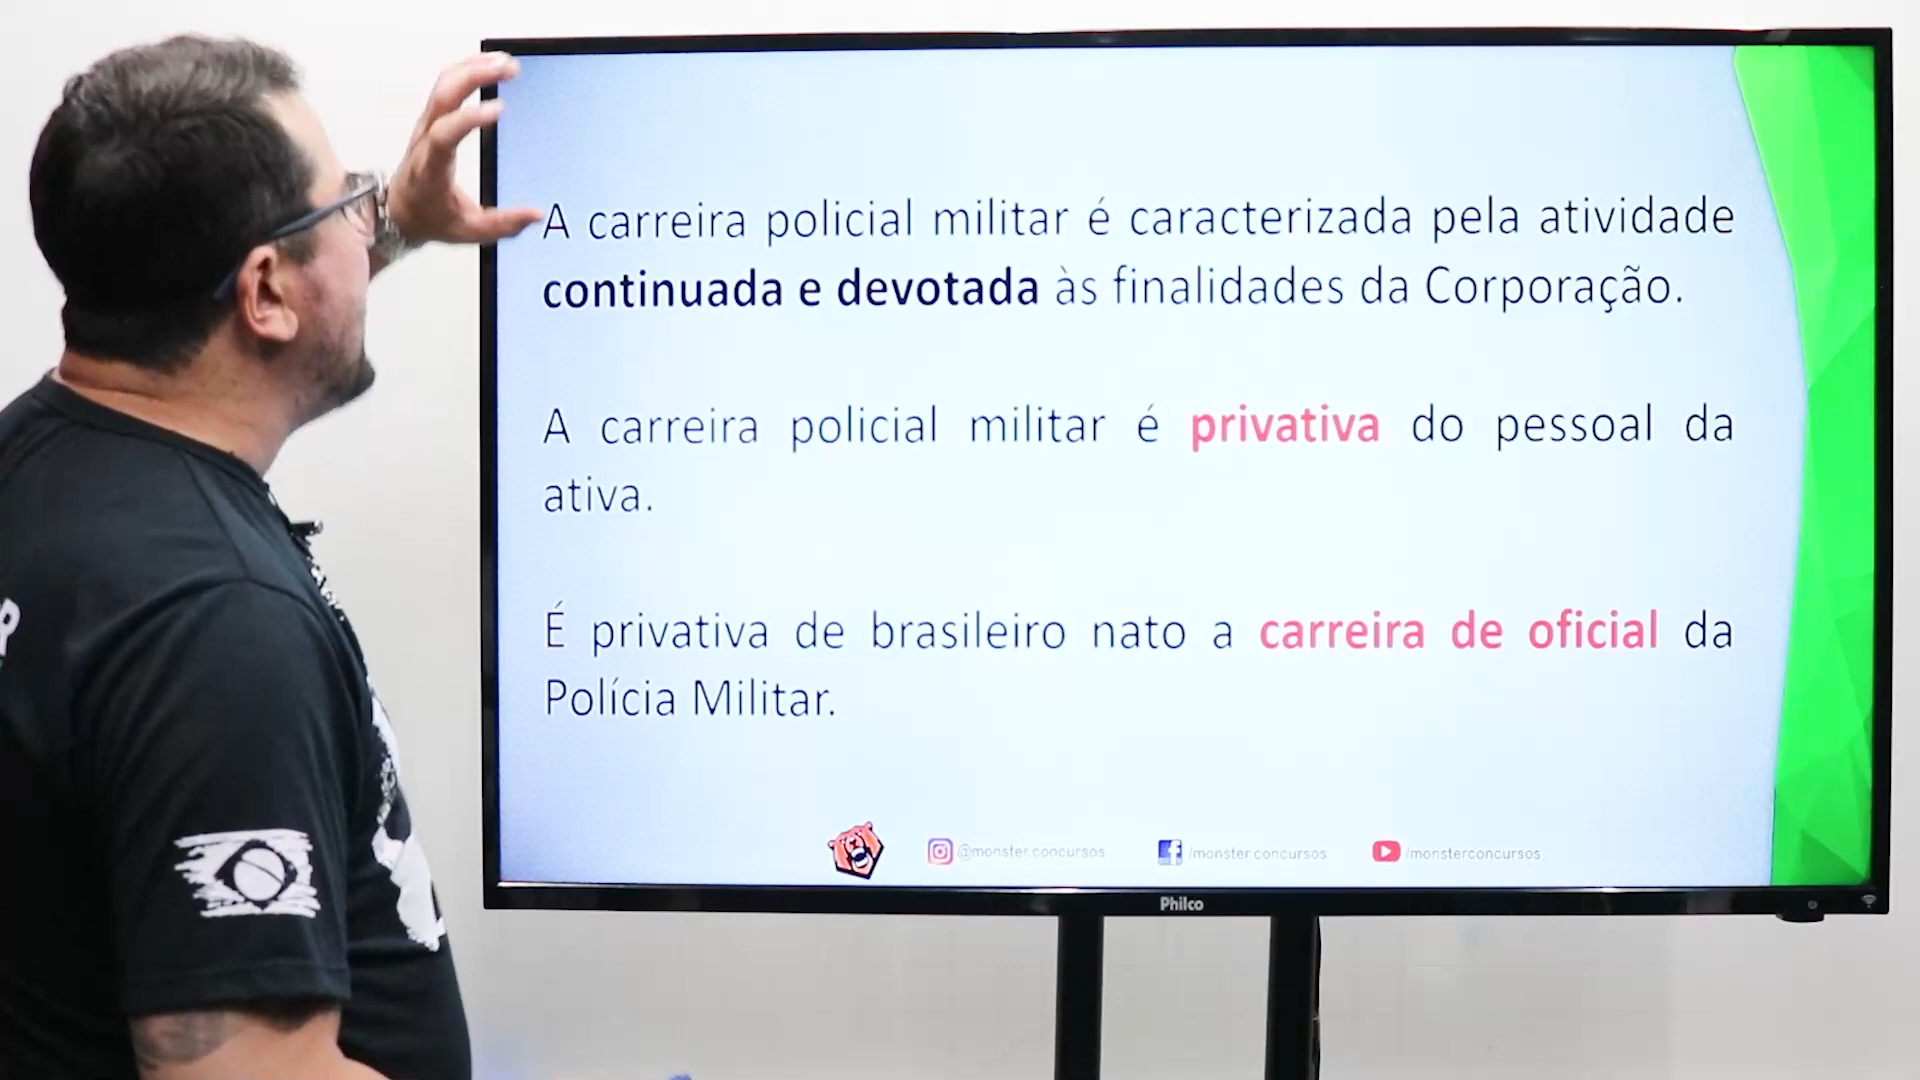 A carreira policial militar é caracterizada pela atividade
continuada e devotada às finalidades da Corporação.
A carreira policial militar é privativa do pessoal da
ativa.
É privativa de brasileiro nato a carreira de oficial da
Polícia Militar.
@monster.concursos
/monster.concursos
/monsterconcursos
Philco